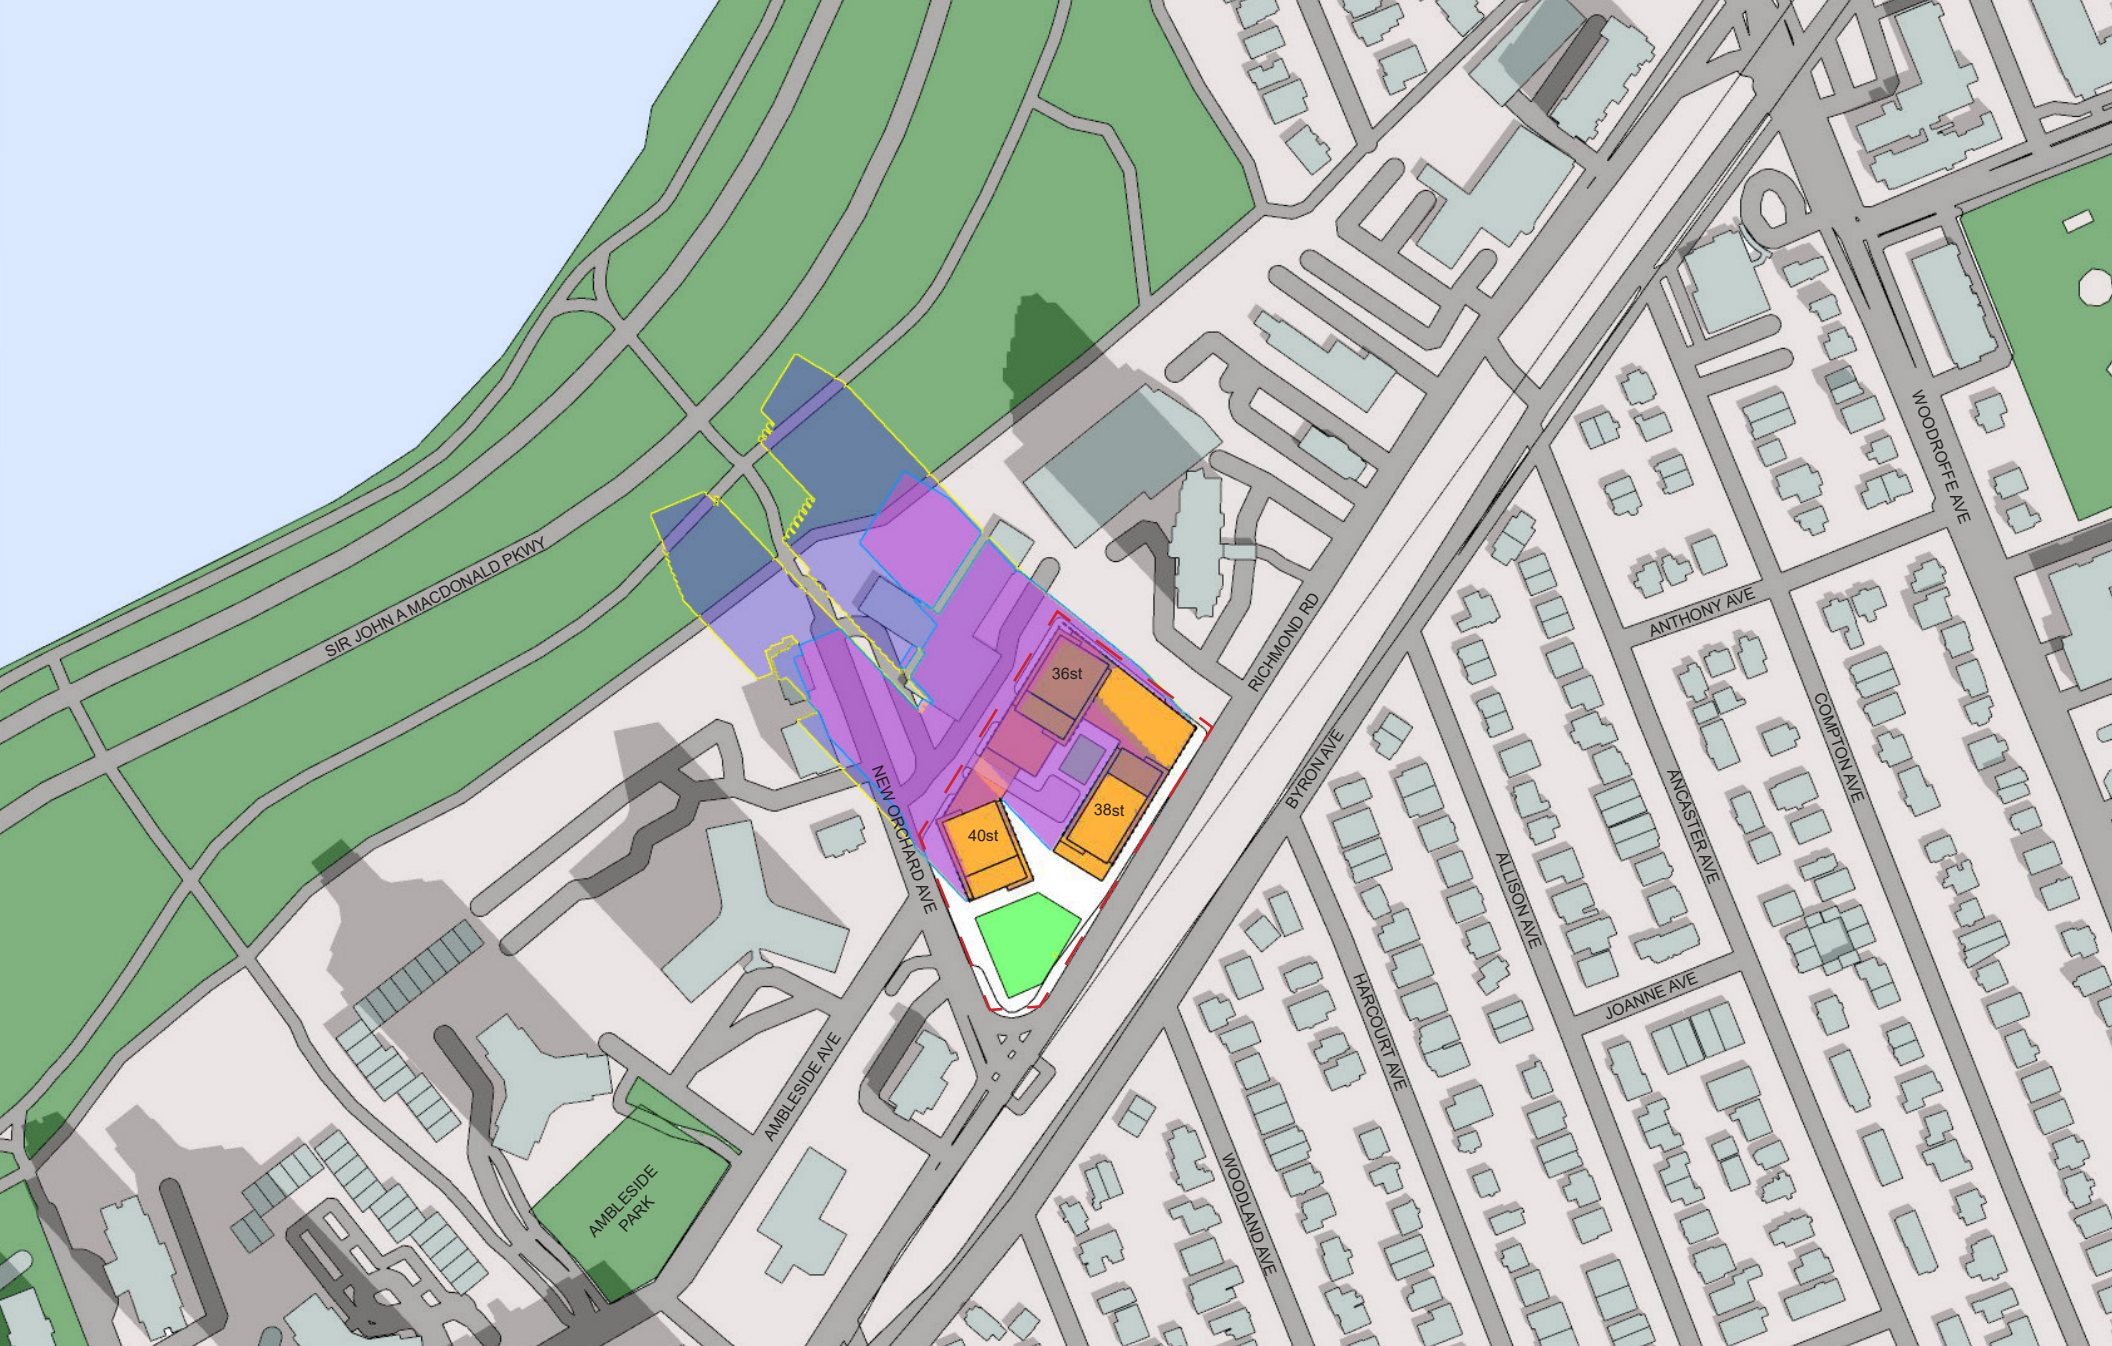 WOODROFFE AVE
SIR JOHN A MACDONALD PKWY
ANTHONY AVE
RICHMOND RD
36st
COMPTON AVE
BYRON AVE
ANCASTER AVE
38st
40st
NEW ORCHARD AVE
ALLISON AVE
JOANNE AVE
HARCOURT AVE
AMBLESIDE AVE
AMBLESIDE
PARK
WOODLAND AVE